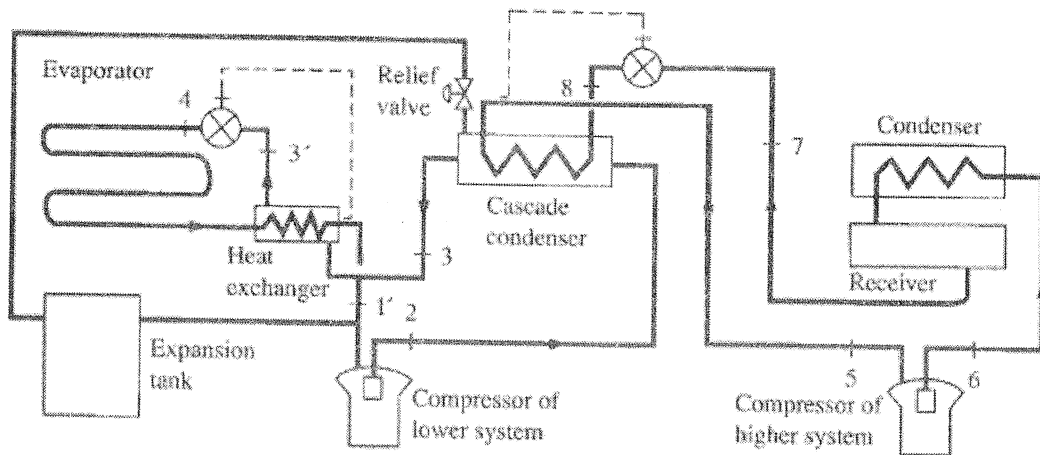 Evaporator
4
3´
Heat
exchanger
1´
2
3
Expansion
tank
Compressor of
lower system
Relief
valve
8
Cascade
condenser
7
Condenser
Receiver
5
6
Compressor of
higher system